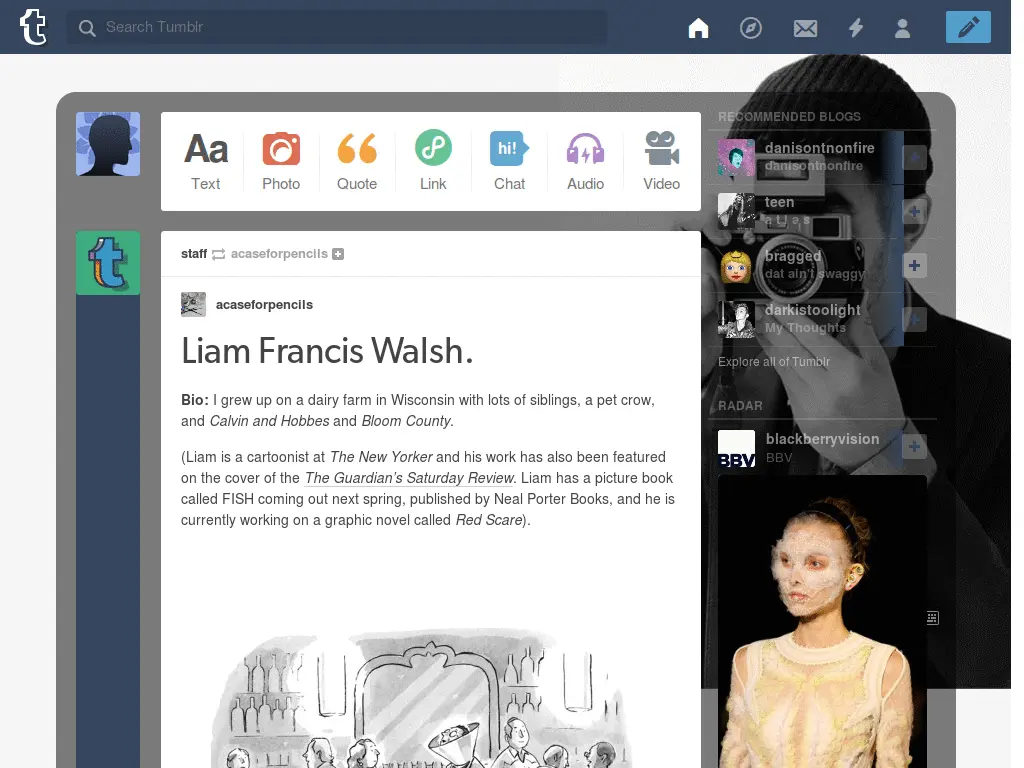 Search Tumblr
Aa
hi!
Text
Photo
Quote
Link
Chat
Audio
Video
staff acaseforpencils
acaseforpencils
Liam Francis Walsh.
Bio: I grew up on a dairy farm in Wisconsin with lots of siblings, a pet crow,
and Calvin and Hobbes and Bloom County.
(Liam is a cartoonist at The New Yorker and his work has also been featured
on the cover of the The Guardian’s Saturday Review. Liam has a picture book
called FISH coming out next spring, published by Neal Porter Books, and he is
currently working on a graphic novel called Red Scare).
RECOMMENDED BLOGS
danisontnonfire
danisontnonfire
teen
bragged
dat ain't swaggy
darkistoolight
My Thoughts
Explore all of Tumblr
RADAR
BBV
blackberryvision
BBV